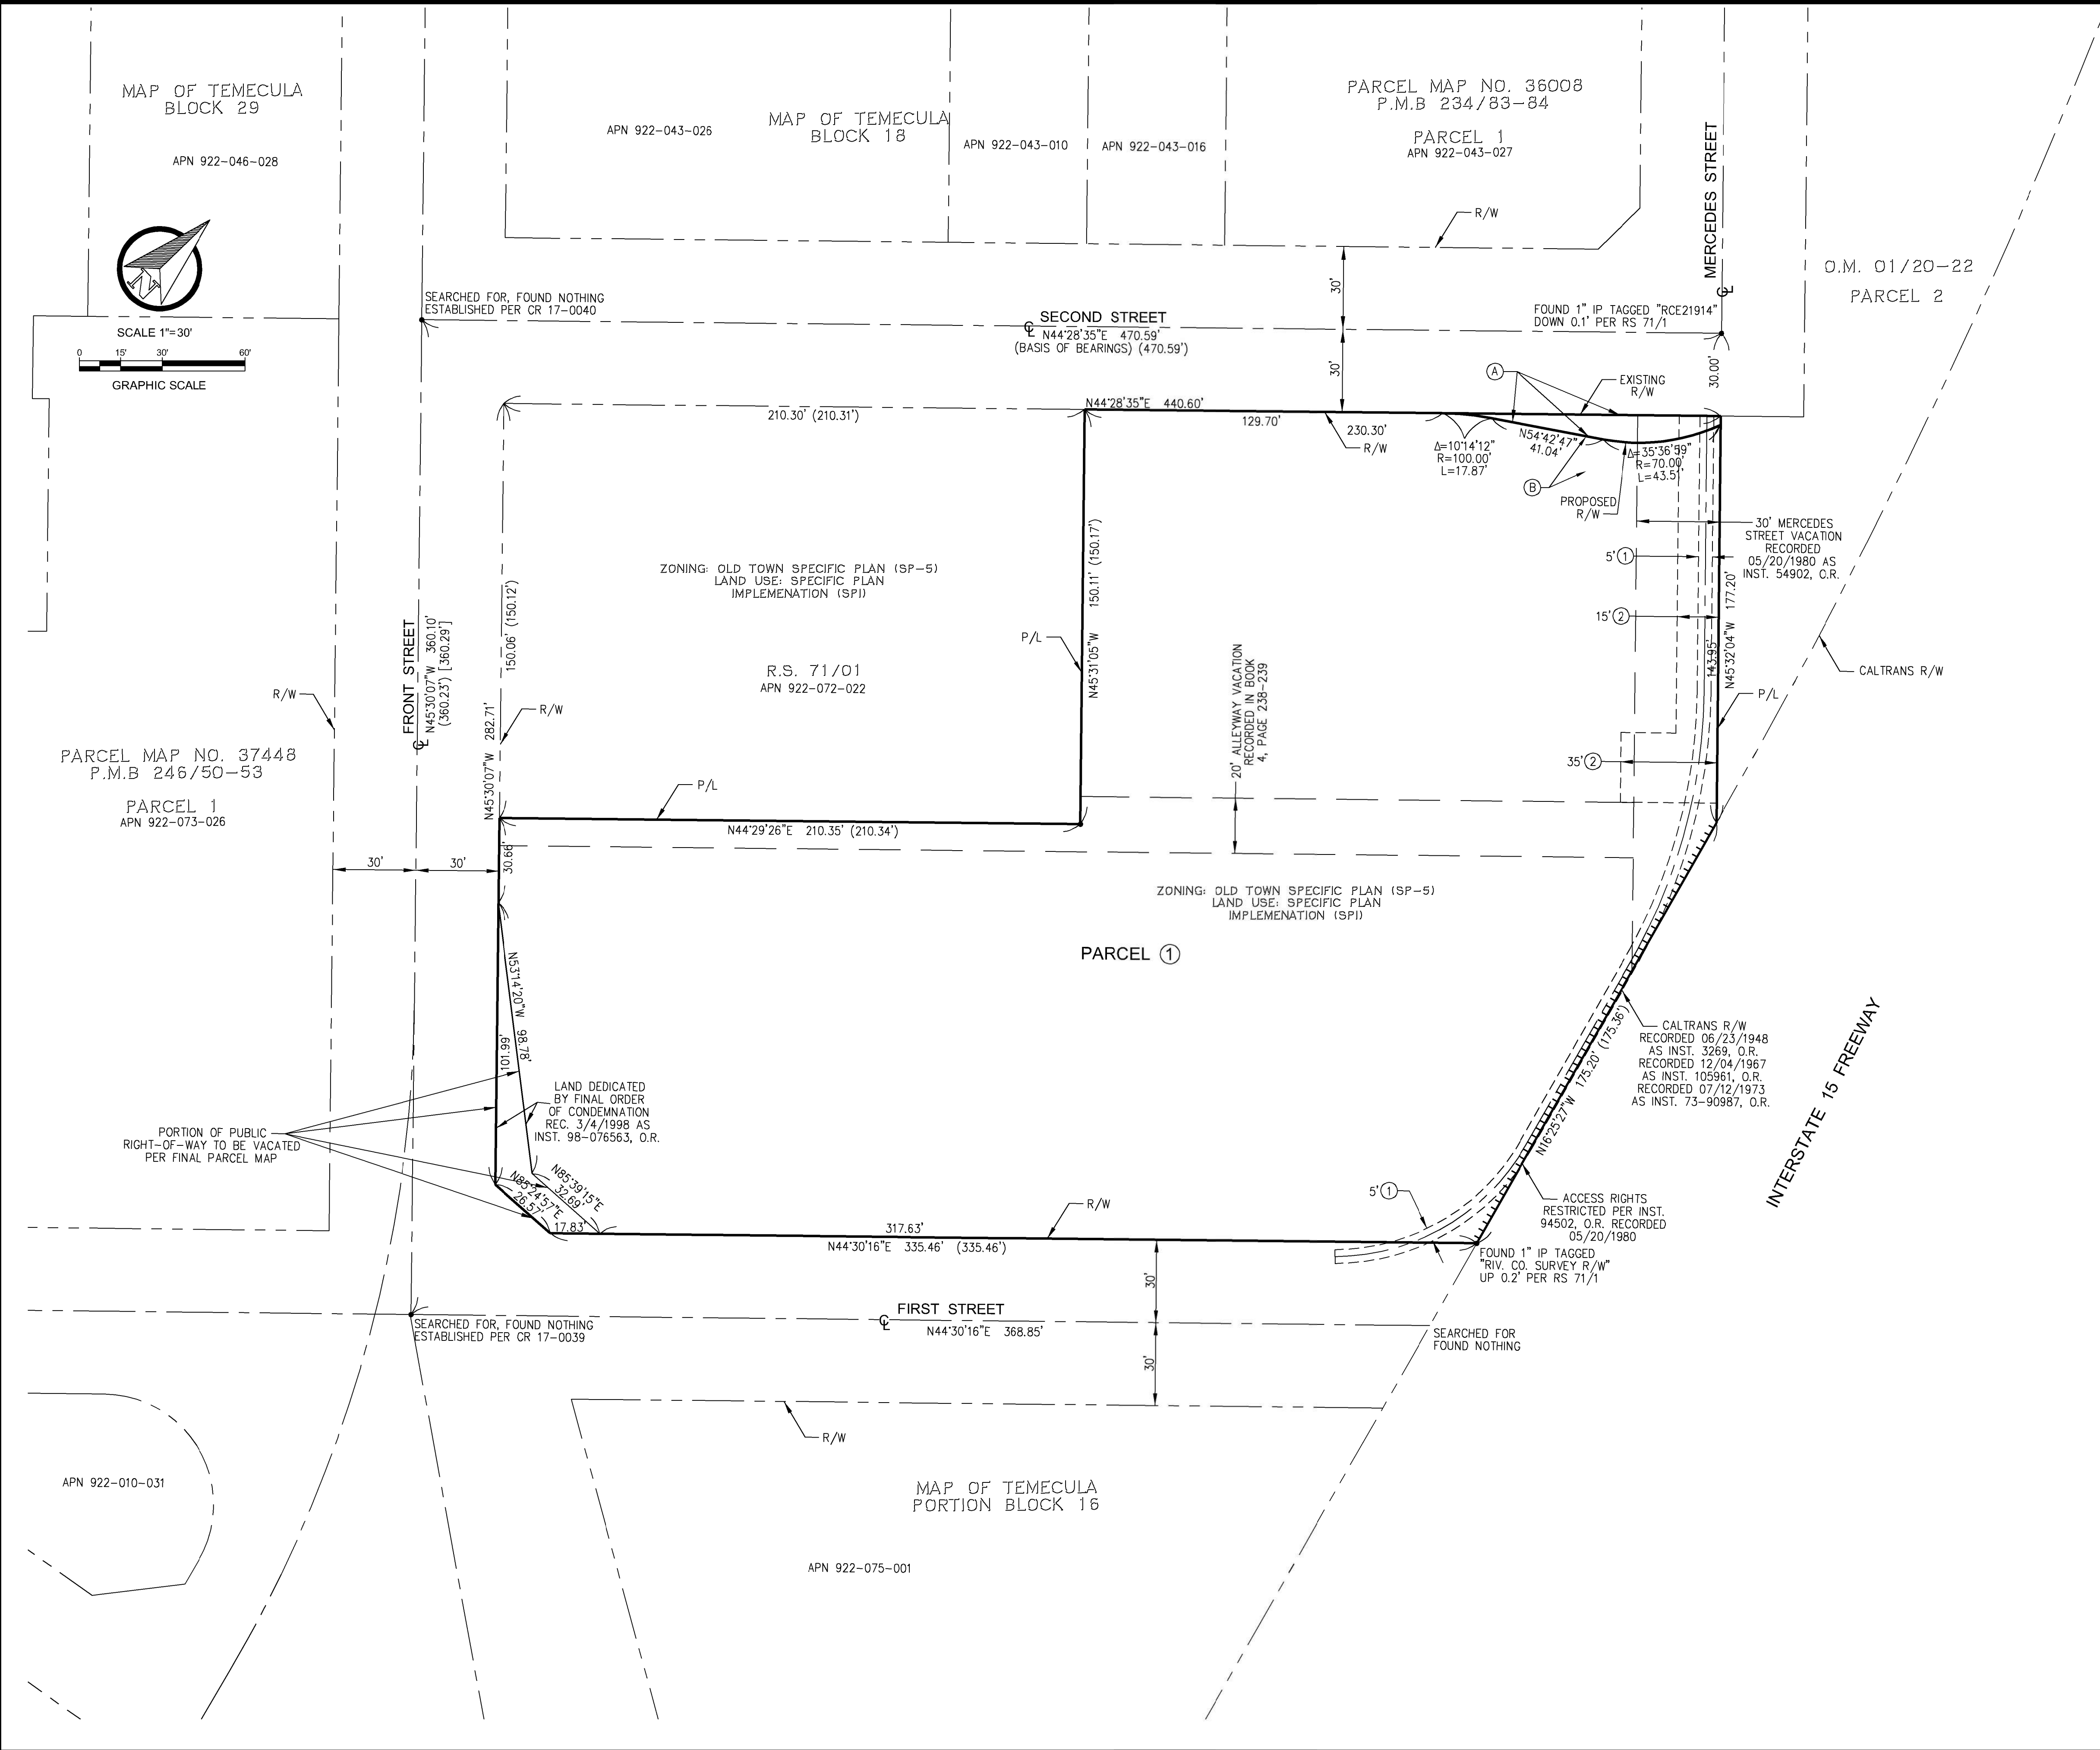 MAP OF TEMECULA
BLOCK 29
APN 922-046-028
APN 922-043-026
MAP OF TEMECULA
BLOCK 18
APN 922-043-010
APN 922-043-016
PARCEL MAP NO. 36008
P.M.B 234/83-84
PARCEL 1
APN 922-043-027
R/W
MERCEDES STREET
O.M. 01/20-22
PARCEL 2
N
SCALE 1"=30'
0 15' 30' 60'
GRAPHIC SCALE
SEARCHED FOR, FOUND NOTHING
ESTABLISHED PER CR 17-0040
SECOND STREET
N44°28'35"E 470.59'
(BASIS OF BEARINGS) (470.59')
30'
30'
FOUND 1" IP TAGGED "RCE21914"
DOWN 0.1' PER RS 71/1
30.00'
A
EXISTING
R/W
210.30' (210.31')
N44°28'35"E 440.60'
129.70'
230.30'
R/W
Δ=10°14'12"
R=100.00'
L=17.87'
N54°42'47"
41.04'
Δ=35°36'59"
R=70.00'
L=43.51'
B
PROPOSED
R/W
30' MERCEDES
STREET VACATION
RECORDED
05/20/1980 AS
INST. 54902, O.R.
5' 1
15' 2
35' 2
143.95'
N45°32'04"W 177.20'
P/L
CALTRANS R/W
ZONING: OLD TOWN SPECIFIC PLAN (SP-5)
LAND USE: SPECIFIC PLAN
IMPLEMENATION (SPI)
R.S. 71/01
APN 922-072-022
P/L
N45°31'05"W 150.11' (150.17')
20' ALLEYWAY VACATION
RECORDED IN BOOK
4, PAGE 238-239
FRONT STREET
N45°30'07"W 360.10'
(360.23') [360.29']
150.06' (150.12')
N45°30'07"W 282.71'
R/W
R/W
PARCEL MAP NO. 37448
P.M.B 246/50-53
PARCEL 1
APN 922-073-026
P/L
N44°29'26"E 210.35' (210.34')
30'
30'
30.66'
ZONING: OLD TOWN SPECIFIC PLAN (SP-5)
LAND USE: SPECIFIC PLAN
IMPLEMENATION (SPI)
PARCEL 1
N53°14'20"W 98.78'
101.99'
LAND DEDICATED
BY FINAL ORDER
OF CONDEMNATION
REC. 3/4/1998 AS
INST. 98-076563, O.R.
PORTION OF PUBLIC
RIGHT-OF-WAY TO BE VACATED
PER FINAL PARCEL MAP
N85°39'15"E
32.69'
N85°24'57"E
26.57'
17.83'
317.63'
N44°30'16"E 335.46' (335.46')
R/W
5' 1
N16°25'27"W 175.20' (175.36')
CALTRANS R/W
RECORDED 06/23/1948
AS INST. 3269, O.R.
RECORDED 12/04/1967
AS INST. 105961, O.R.
RECORDED 07/12/1973
AS INST. 73-90987, O.R.
INTERSTATE 15 FREEWAY
ACCESS RIGHTS
RESTRICTED PER INST.
94502, O.R. RECORDED
05/20/1980
FOUND 1" IP TAGGED
"RIV. CO. SURVEY R/W"
UP 0.2' PER RS 71/1
30'
30'
FIRST STREET
N44°30'16"E 368.85'
SEARCHED FOR, FOUND NOTHING
ESTABLISHED PER CR 17-0039
SEARCHED FOR
FOUND NOTHING
R/W
APN 922-010-031
MAP OF TEMECULA
PORTION BLOCK 16
APN 922-075-001